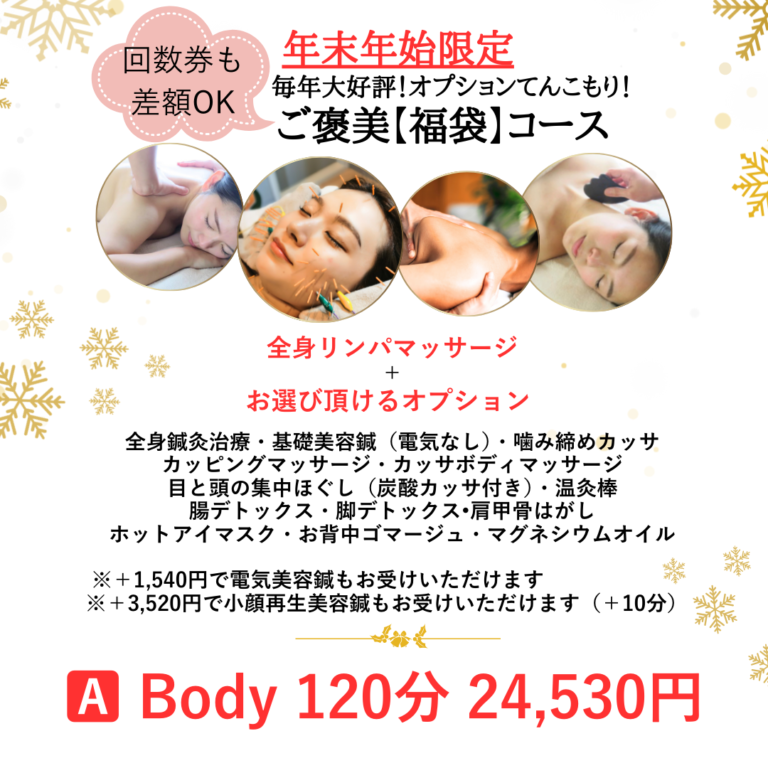 回数券も
差額OK
年末年始限定
毎年大好評!オプションてんこもり!
ご褒美【福袋】コース
全身リンパマッサージ
+
お選び頂けるオプション
全身鍼灸治療・基礎美容鍼（電気なし）・噛み締めカッサ
カッピングマッサージ・カッサボディマッサージ
目と頭の集中ほぐし（炭酸カッサ付き）・温灸棒
腸デトックス・脚デトックス•肩甲骨はがし
ホットアイマスク・お背中ゴマージュ・マグネシウムオイル
※＋1,540円で電気美容鍼もお受けいただけます
※＋3,520円で小顔再生美容鍼もお受けいただけます（＋10分）
A Body 120分 24,530円